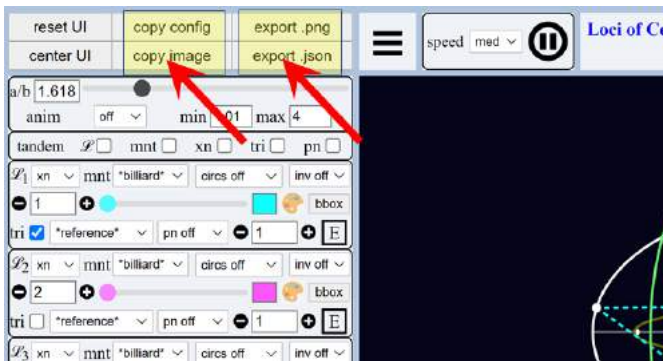 reset UI copy config export .png
center UI copy image export .json
speed med
Loci of C
a/b 1.618
anim off min 01 max 4
tandem ℒ mnt xn tri pn
ℒ1 xn mnt *billiard* circs off inv off
1 bbox
tri *reference* pn off 1 E
ℒ2 xn mnt *billiard* circs off inv off
2 bbox
tri *reference* pn off 1 E
ℒ3 xn mnt *billiard* circs off inv off